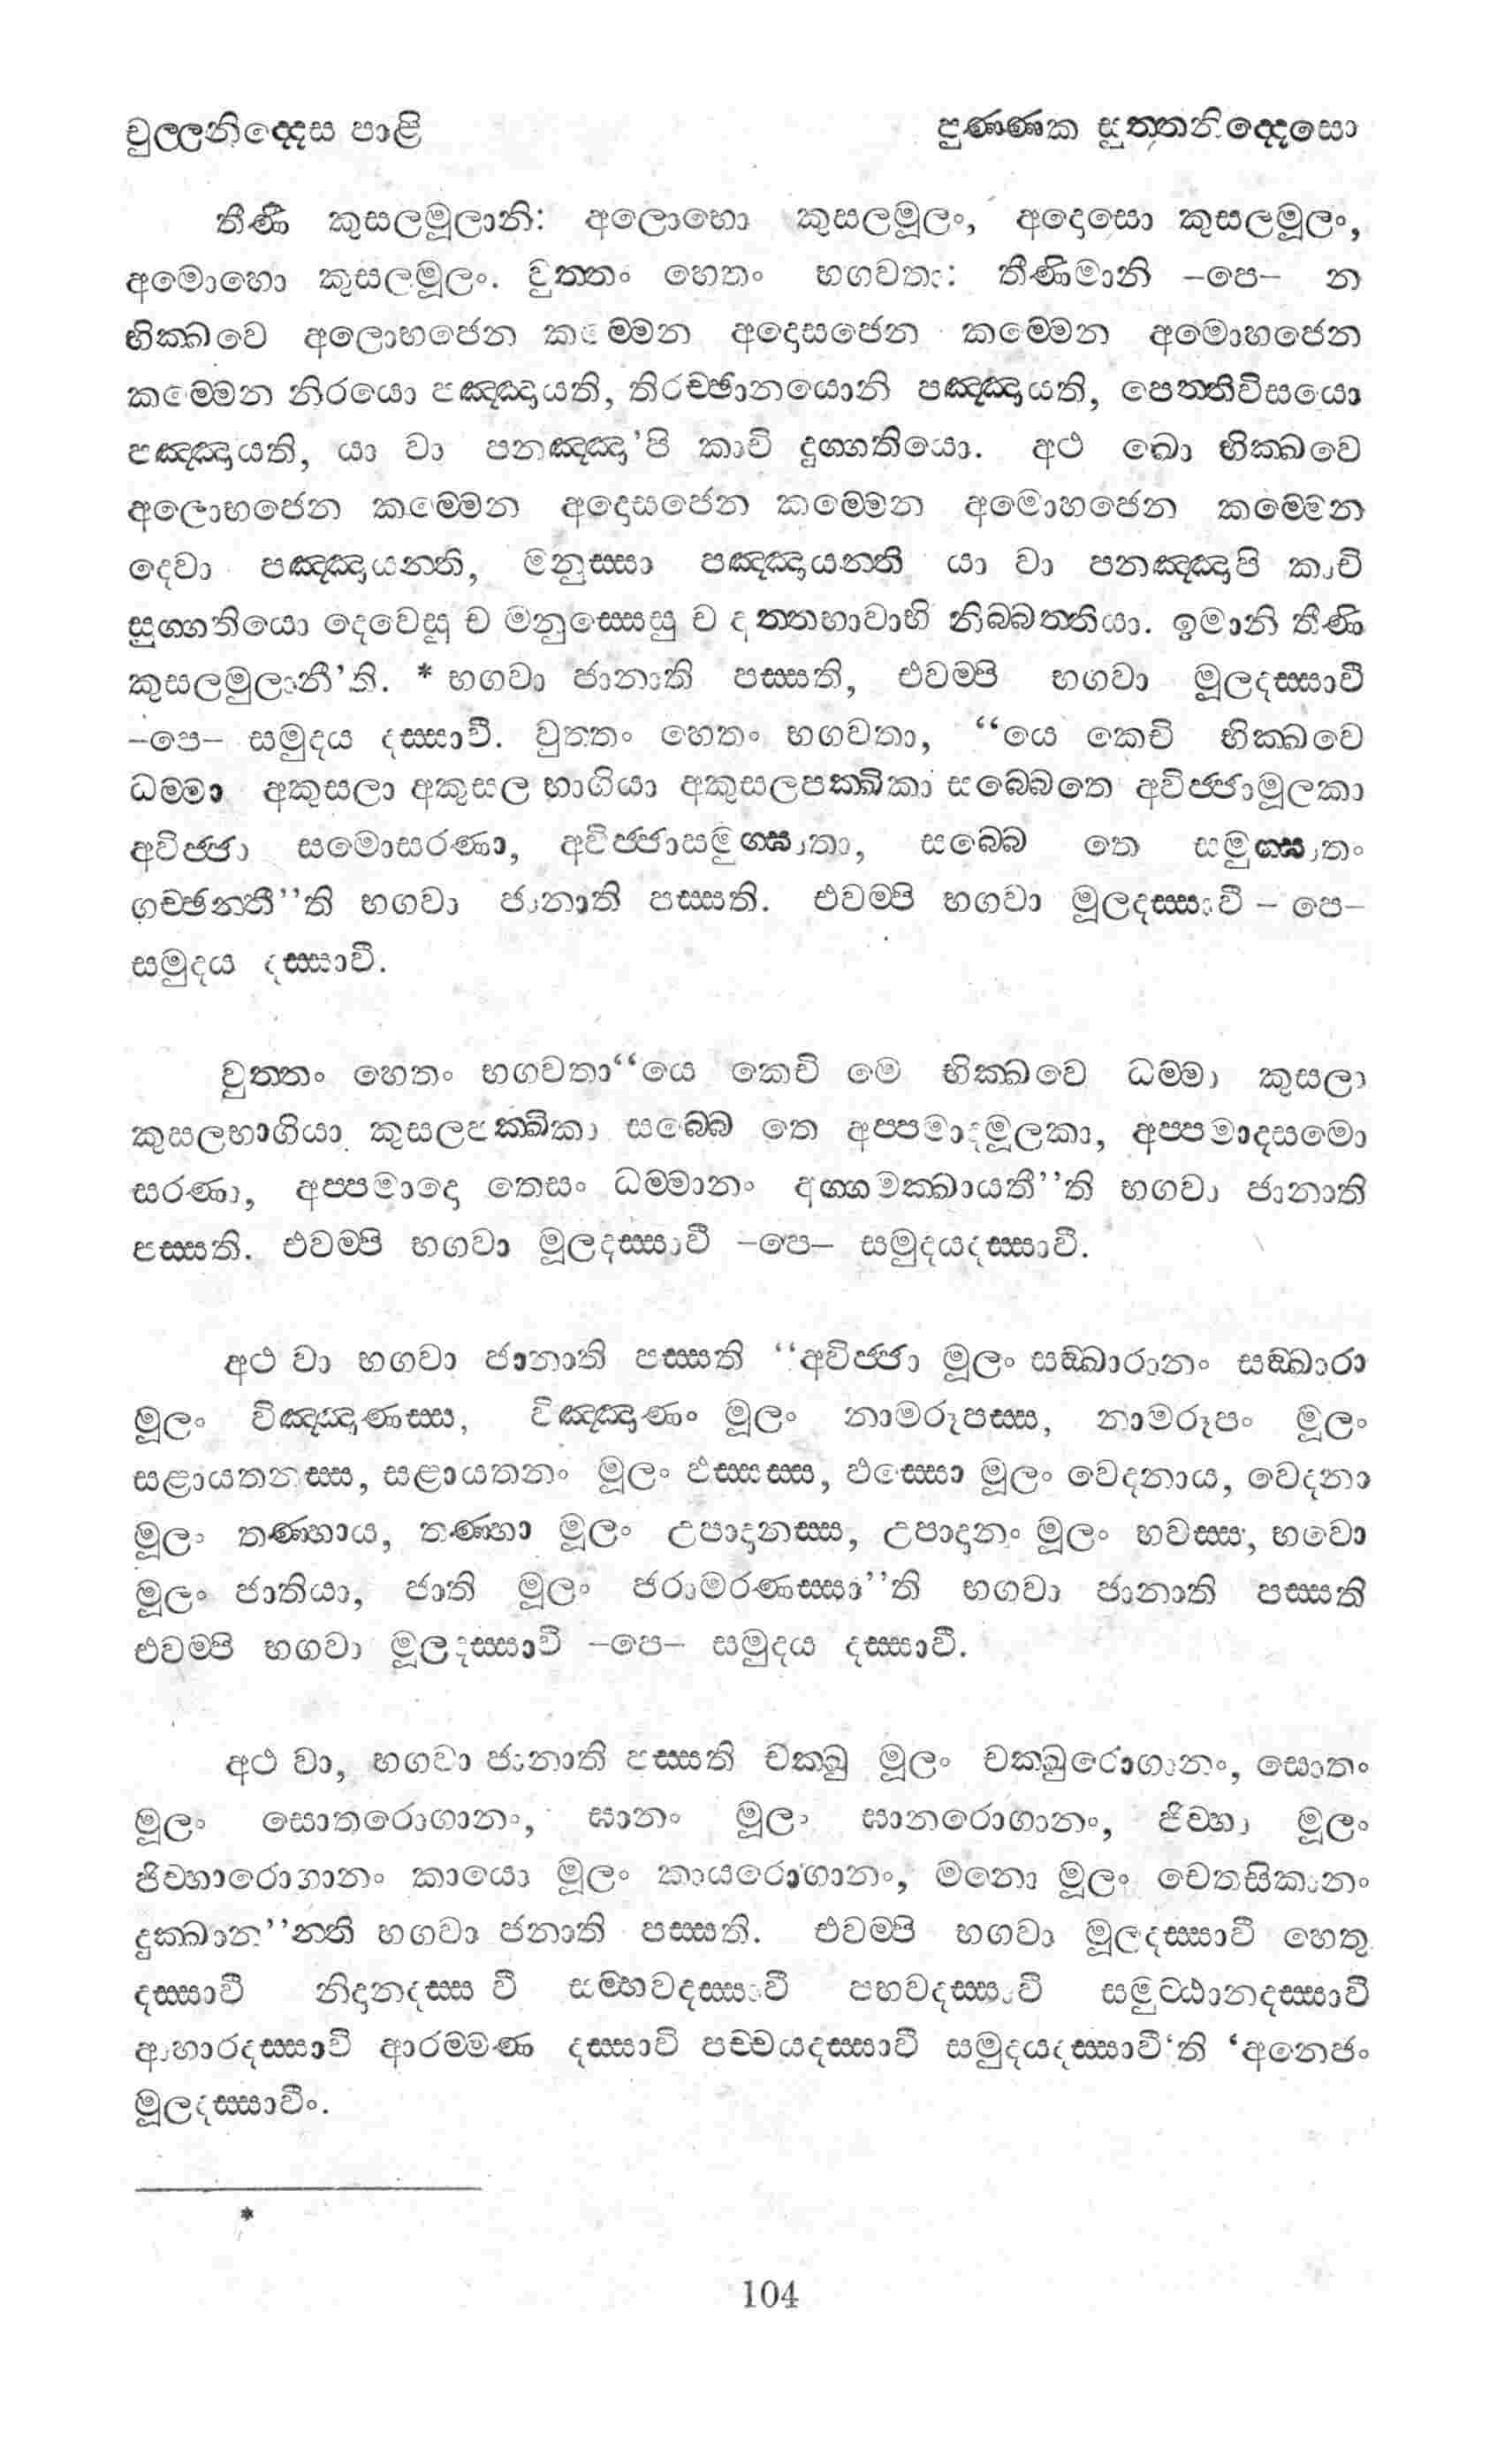 චුල්ලනිද්දෙස පාළි
පුණ්ණක සුත්තනිද්දෙසො
තීණි කුසලමූලානි: අලොභො කුසලමූලං, අදොසො කුසලමූලං,
අමොහො කුසලමූලං. වුත්තං හෙතං භගවතා: තීණිමානි –පෙ– න
භික්ඛවෙ අලොභජෙන කම්මෙන අදොසජෙන කම්මෙන අමොහජෙන
කම්මෙන නිරයො පඤ්ඤායති, තිරච්ඡානයොනි පඤ්ඤායති, පෙත්තිවිසයො
පඤ්ඤායති, යා වා පනඤ්ඤා’පි කාචි දුග්ගතියො. අථ ඛො භික්ඛවෙ
අලොභජෙන කම්මෙන අදොසජෙන කම්මෙන අමොහජෙන කම්මෙන
දෙවා පඤ්ඤායන්ති, මනුස්සා පඤ්ඤායන්ති යා වා පනඤ්ඤාපි කාචි
සුග්ගතියො දෙවෙසු ච මනුස්සෙසු ච දත්තභාවාභි නිබ්බත්තියා. ඉමානි තීණි
කුසලමුලානී’ති. * භගවා ජානාති පස්සති, එවම්පි භගවා මූලදස්සාවී
–පෙ– සමුදය දස්සාවී. වුත්තං හෙතං භගවතා, “යෙ කෙචි භික්ඛවෙ
ධම්මා අකුසලා අකුසල භාගියා අකුසලපක්ඛිකා සබ්බෙතෙ අවිජ්ජාමූලකා
අවිජ්ජා සමොසරණා, අවිජ්ජාසමුග්ඝාතා, සබ්බෙ තෙ සමුග්ඝාතං
ගච්ඡන්තී”ති භගවා ජානාති පස්සති. එවම්පි භගවා මූලදස්සාවී – පෙ–
සමුදය දස්සාවී.
වුත්තං හෙතං භගවතා“යෙ කෙචි මෙ භික්ඛවෙ ධම්මා කුසලා
කුසලභාගියා කුසලපක්ඛිකා සබ්බෙ තෙ අප්පමාදමූලකා, අප්පමාදසමො
සරණා, අප්පමාදො තෙසං ධම්මානං අග්ගමක්ඛායතී”ති භගවා ජානාති
පස්සති. එවම්පි භගවා මූලදස්සාවී –පෙ– සමුදයදස්සාවී.
අථ වා භගවා ජානාති පස්සති “අවිජ්ජා මූලං සඞ්ඛාරානං සඞ්ඛාරා
මූලං විඤ්ඤාණස්ස, විඤ්ඤාණං මූලං නාමරූපස්ස, නාමරූපං මූලං
සළායතනස්ස, සළායතනං මූලං ඵස්සස්ස, ඵස්සො මූලං වෙදනාය, වෙදනා
මූලං තණ්හාය, තණ්හා මූලං උපාදානස්ස, උපාදානං මූලං භවස්ස, භවො
මූලං ජාතියා, ජාති මූලං ජරාමරණස්සා”ති භගවා ජානාති පස්සති
එවම්පි භගවා මූලදස්සාවී –පෙ– සමුදය දස්සාවී.
අථ වා, භගවා ජානාති පස්සති චක්ඛු මූලං චක්ඛුරොගානං, සොතං
මූලං සොතරොගානං, ඝානං මූලං ඝානරොගානං, ජිව්හා මූලං
ජිව්හාරොගානං කායො මූලං කායරොගානං, මනො මූලං චෙතසිකානං
දුක්ඛාන”න්ති භගවා ජනාති පස්සති. එවම්පි භගවා මූලදස්සාවී හෙතු
දස්සාවී නිදානදස්ස වී සම්භවදස්සාවී පභවදස්සාවී සමුට්ඨානදස්සාවී
ආහාරදස්සාවි ආරම්මණ දස්සාවි පච්චයදස්සාවී සමුදයදස්සාවී‘ති ‘අනෙජං
මූලදස්සාවීං.
*
104